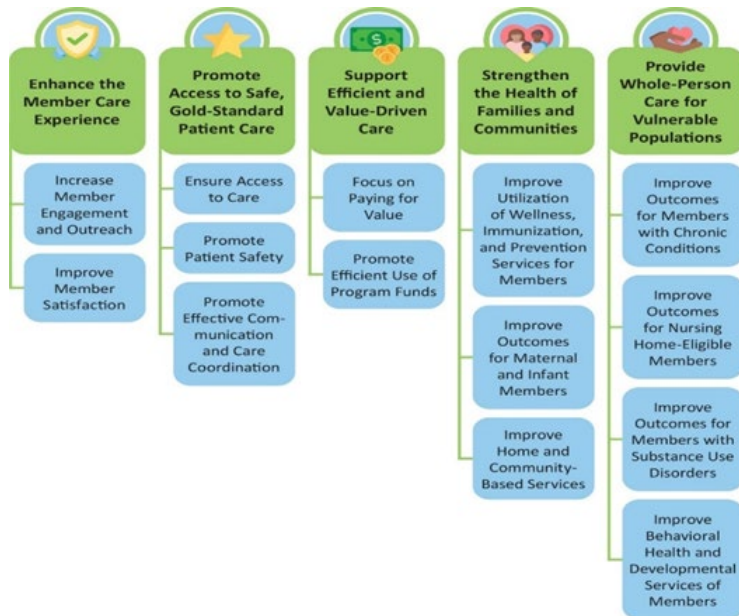 Enhance the
Member Care
Experience
Increase
Member
Engagement
and Outreach
Improve
Member
Satisfaction
Promote
Access to Safe,
Gold-Standard
Patient Care
Ensure Access
to Care
Promote
Patient Safety
Promote
Effective Com-
munication
and Care
Coordination
Support
Efficient and
Value-Driven
Care
Focus on
Paying for
Value
Promote
Efficient Use of
Program Funds
Strengthen
the Health of
Families and
Communities
Improve
Utilization
of Wellness,
Immunization,
and Prevention
Services for
Members
Improve
Outcomes
for Maternal
and Infant
Members
Improve
Home and
Community-
Based Services
Provide
Whole-Person
Care for
Vulnerable
Populations
Improve
Outcomes
for Members
with Chronic
Conditions
Improve
Outcomes
for Nursing
Home-Eligible
Members
Improve
Outcomes for
Members with
Substance Use
Disorders
Improve
Behavioral
Health and
Developmental
Services of
Members